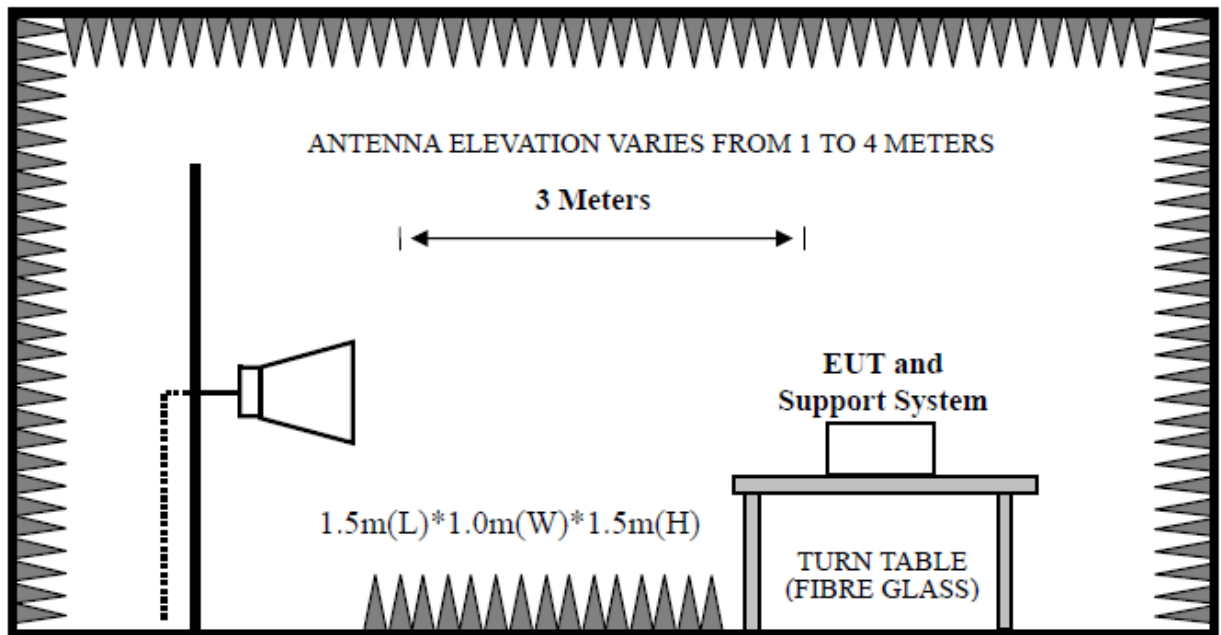 ANTENNA ELEVATION VARIES FROM 1 TO 4 METERS
3 Meters
EUT and
Support System
1.5m(L)*1.0m(W)*1.5m(H)
TURN TABLE
(FIBRE GLASS)